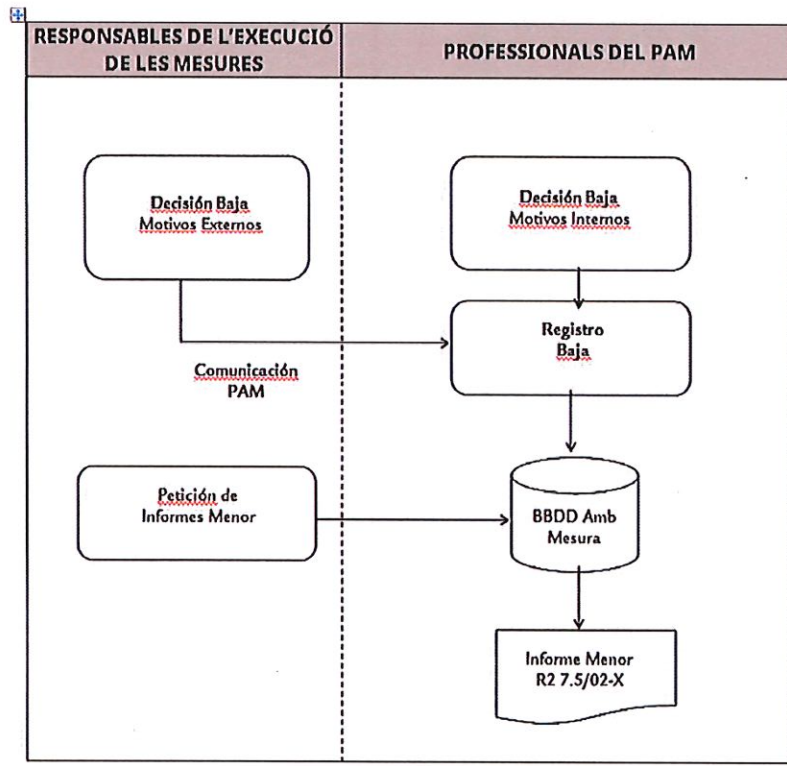 RESPONSABLES DE L'EXECUCIÓ
DE LES MESURES
PROFESSIONALS DEL PAM
Decisión Baja
Motivos Externos
Decisión Baja
Motivos Internos
Registro
Baja
Comunicación
PAM
Petición de
Informes Menor
BBDD Amb
Mesura
Informe Menor
R2 7.5/02-X